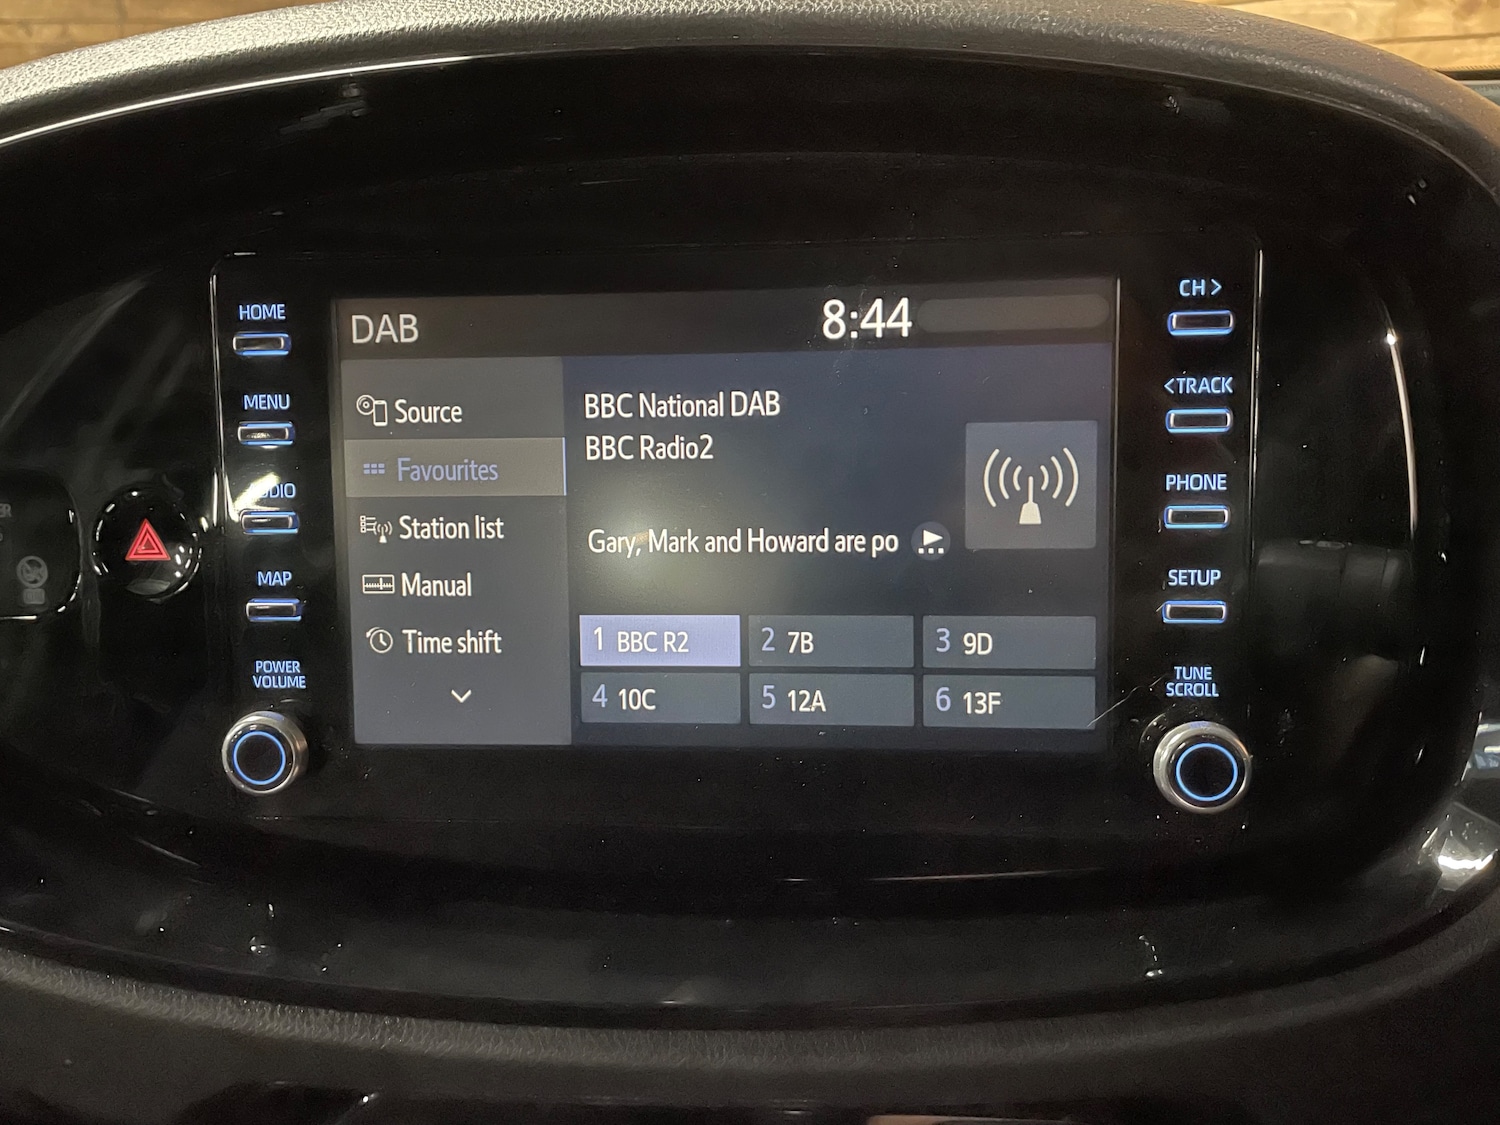 HOME
MENU
AUDIO
MAP
POWER
VOLUME
DAB
8:44
Source
Favourites
Station list
Manual
Time shift
BBC National DAB
BBC Radio2
Gary, Mark and Howard are po
1 BBC R2
2 7B
3 9D
4 10C
5 12A
6 13F
CH >
< TRACK
PHONE
SETUP
TUNE
SCROLL